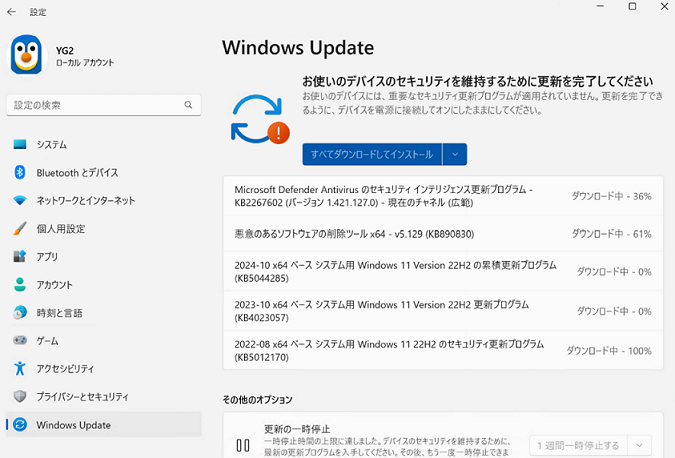 設定
YG2
ローカル アカウント
設定の検索
システム
Bluetooth とデバイス
ネットワークとインターネット
個人用設定
アプリ
アカウント
時刻と言語
ゲーム
アクセシビリティ
プライバシーとセキュリティ
Windows Update
Windows Update
お使いのデバイスのセキュリティを維持するために更新を完了してください
お使いのデバイスには、重要なセキュリティ更新プログラムが適用されていません。更新を完了でき
るように、デバイスを電源に接続してオンにしたままにしてください。
すべてダウンロードしてインストール
Microsoft Defender Antivirus のセキュリティ インテリジェンス更新プログラム -
KB2267602 (バージョン 1.421.127.0) - 現在のチャネル (広範)
ダウンロード中 - 36%
悪意のあるソフトウェアの削除ツール x64 - v5.129 (KB890830)
ダウンロード中 - 61%
2024-10 x64 ベース システム用 Windows 11 Version 22H2 の累積更新プログラム
(KB5044285)
ダウンロード中 - 0%
2023-10 x64 ベース システム用 Windows 11 Version 22H2 更新プログラム
(KB4023057)
ダウンロード中 - 0%
2022-08 x64 ベース システム用 Windows 11 22H2 のセキュリティ更新プログラム
(KB5012170)
ダウンロード中 - 100%
その他のオプション
更新の一時停止
一時停止時間の上限に達しました。デバイスのセキュリティを維持するために、
最新の更新プログラムを入手してください。その後、もう一度一時停止できま
1 週間一時停止する